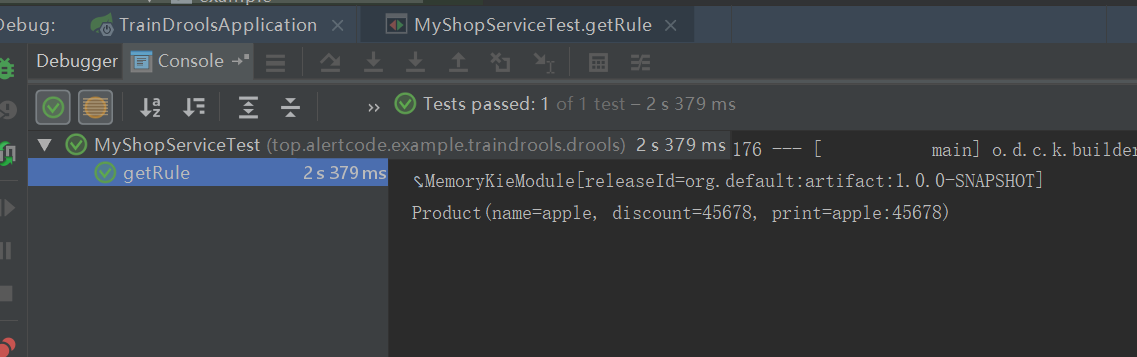 example
Debug: TrainDroolsApplication × MyShopServiceTest.getRule ×
Debugger Console
» Tests passed: 1 of 1 test – 2 s 379 ms
MyShopServiceTest (top.alertcode.example.traindrools.drools) 2 s 379 ms 176 --- [ main] o.d.c.k.builder
getRule 2 s 379 ms MemoryKieModule[releaseId=org.default:artifact:1.0.0-SNAPSHOT]
Product(name=apple, discount=45678, print=apple:45678)